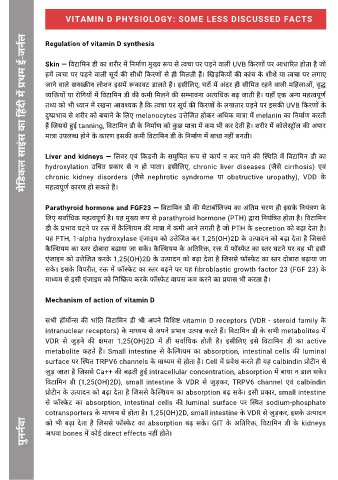 VITAMIN D PHYSIOLOGY: SOME LESS DISCUSSED FACTS
मेडिकल साइंस का हिंदी में प्रथम ई-जर्नल
पुनर्नवा
Regulation of vitamin D synthesis
Skin — विटामिन डी का शरीर में निर्माण मुख्य रूप से त्वचा पर पड़ने वाली UVB किरणों पर आधारित होता है जो
हमें त्वचा पर पड़ने वाली सूर्य की सीधी किरणों से ही मिलती हैं। खिड़कियों की कांच के शीशे या त्वचा पर लगाए
जाने वाले सनस्क्रीन लोशन इसमें रूकावट डालते हैं। इसीलिए, घरों में अंदर ही सीमित रहने वाली महिलाओं, वृद्ध
व्यक्तियों या रोगियों में विटामिन डी की कमी मिलने की सम्भावना अत्यधिक बढ़ जाती है। यहाँ एक अन्य महत्वपूर्ण
तथ्य को भी ध्यान में रखना आवश्यक है कि त्वचा पर सूर्य की किरणों के लगातार पड़ने पर इसकी UVB किरणों के
दुष्प्रभाव से शरीर को बचाने के लिए melanocytes उत्तेजित होकर अधिक मात्रा में melanin का निर्माण करती
हैं जिससे हुई tanning, विटामिन डी के निर्माण को कुछ मात्रा में कम भी कर देती है। शरीर में कोलेस्ट्रॉल की अपार
मात्रा उपलब्ध होने के कारण इसकी कमी विटामिन डी के निर्माण में बाधा नहीं बनती।
Liver and kidneys — लिवर एवं किडनी के समुचित रूप से कार्य न कर पाने की स्थिति में विटामिन डी का
hydroxylation उचित प्रकार से न हो पाता। इसीलिए, chronic liver diseases (जैसे cirrhosis) एवं
chronic kidney disorders (जैसे nephrotic syndrome या obstructive uropathy), VDD के
महत्वपूर्ण कारण हो सकते हैं।
Parathyroid hormone and FGF23 — विटामिन डी की मेटाबॉलिज्म का अंतिम चरण ही इसके नियंत्रण के
लिए सर्वाधिक महत्वपूर्ण है। यह मुख्य रूप से parathyroid hormone (PTH) द्वारा नियंत्रित होता है। विटामिन
डी के प्रभाव घटने पर रक्त में कैल्शियम की मात्रा में कमी आने लगती है जो PTH के secretion को बढ़ा देता है।
यह PTH, 1-alpha hydroxylase एंजाइम को उत्तेजित कर 1,25(OH)2D के उत्पादन को बढ़ा देता है जिससे
कैल्शियम का स्तर दोबारा बढ़ाया जा सके। कैल्शियम के अतिरिक्त, रक्त में फॉस्फेट का स्तर घटने पर वह भी इसी
एंजाइम को उत्तेजित करके 1,25(OH)2D के उत्पादन को बढ़ा देता है जिससे फॉस्फेट का स्तर दोबारा बढ़ाया जा
सके। इसके विपरीत, रक्त में फॉस्फेट का स्तर बढ़ने पर यह fibroblastic growth factor 23 (FGF 23) के
माध्यम से इसी एंजाइम को निष्क्रिय करके फॉस्फेट वापस कम करने का प्रयास भी करता है।
Mechanism of action of vitamin D
सभी हॉर्मोन्स की भांति विटामिन डी भी अपने विशिष्ट vitamin D receptors (VDR - steroid family के
intranuclear receptors) के माध्यम से अपने प्रभाव उत्पन्न करते हैं। विटामिन डी के सभी metabolites में
VDR से जुड़ने की क्षमता 1,25(OH)2D में ही सर्वाधिक होती है। इसीलिए इसे विटामिन डी का active
metabolite कहते हैं। Small intestine से कैल्शियम का absorption, intestinal cells की luminal
surface पर स्थित TRPV6 channels के माध्यम से होता है। Cell में प्रवेश करते ही यह calbindin प्रोटीन से
जुड़ जाता है जिससे Ca++ की बढ़ती हुई intracellular concentration, absorption में बाधा न डाल सके।
विटामिन डी (1,25(OH)2D), small intestine के VDR से जुड़कर, TRPV6 channel एवं calbindin
प्रोटीन के उत्पादन को बढ़ा देता है जिससे कैल्शियम का absorption बढ़ सके। इसी प्रकार, small intestine
से फॉस्फेट का absorption, intestinal cells की luminal surface पर स्थित sodium-phosphate
cotransporters के माध्यम से होता है। 1,25(OH)2D, small intestine के VDR से जुड़कर, इसके उत्पादन
को भी बढ़ा देता है जिससे फॉस्फेट का absorption बढ़ सके। GIT के अतिरिक्त, विटामिन डी के kidneys
अथवा bones में कोई direct effects नहीं होते।